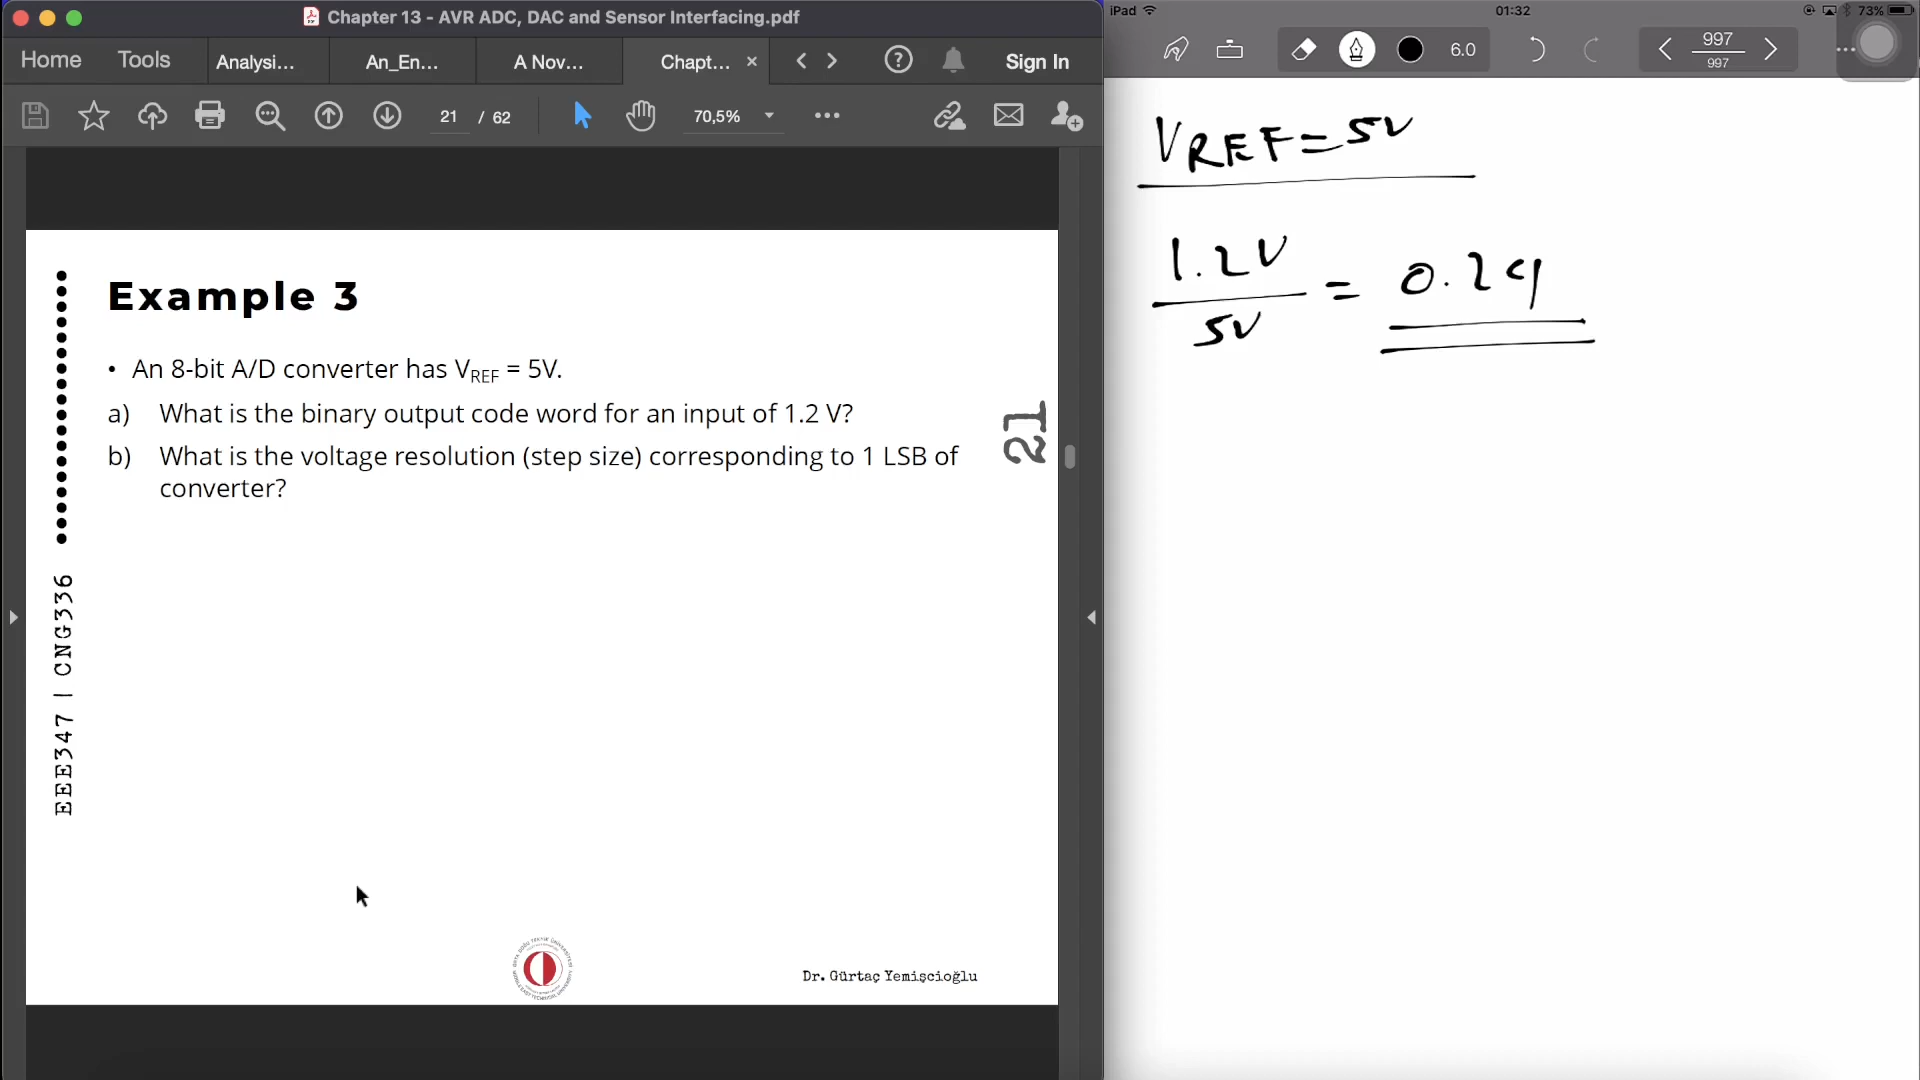 Chapter 13 - AVR ADC, DAC and Sensor Interfacing.pdf
Home Tools Analysi... An_En... A Nov... Chapt... × Sign In
21 / 62 70,5%
Example 3
• An 8-bit A/D converter has VREF = 5V.
a) What is the binary output code word for an input of 1.2 V?
b) What is the voltage resolution (step size) corresponding to 1 LSB of
converter?
21
EEE347 | CNG336
Dr. Gürtaç Yemişcioğlu
iPad 01:32 73%
6.0 997
997
VREF=5V
1.2V
5V
= 0.24